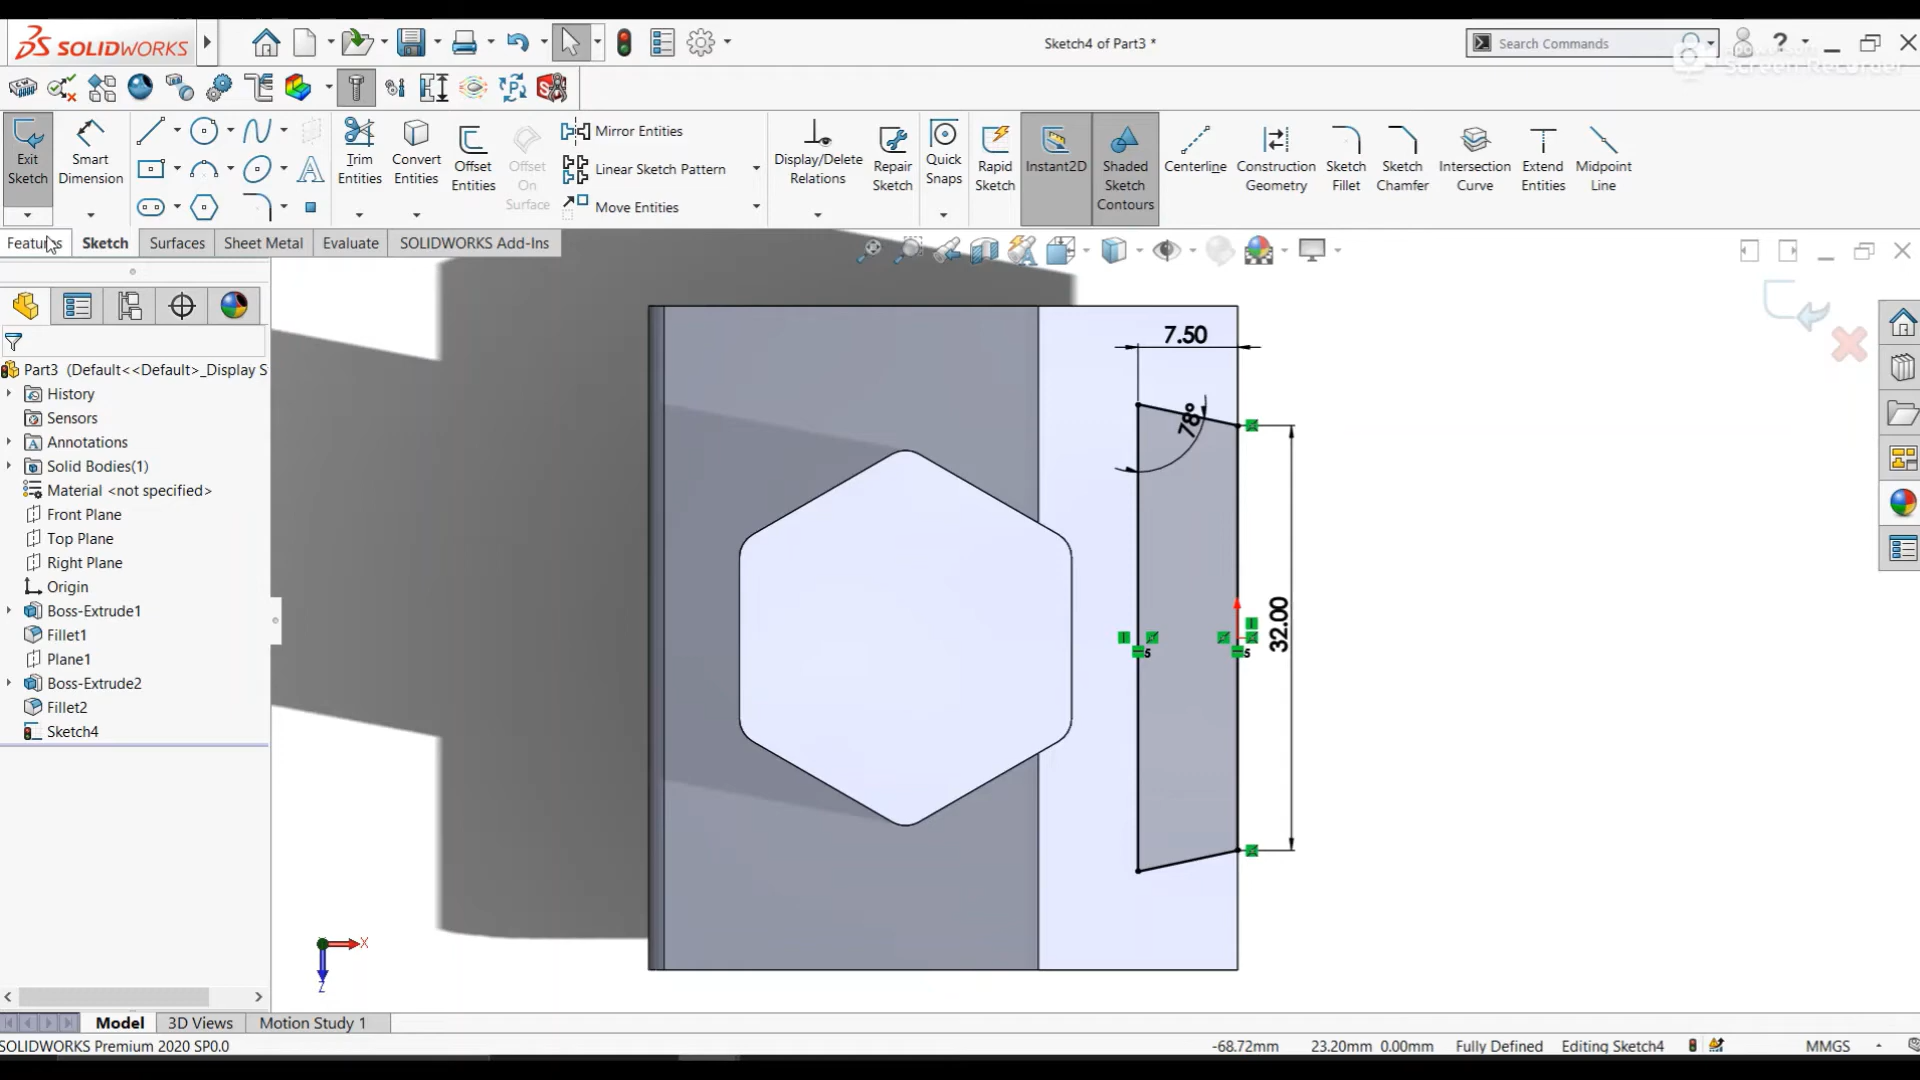 SOLIDWORKS
Sketch4 of Part3 *
Search Commands
?
Screen Recorder
Exit Sketch
Smart Dimension
Trim Entities
Convert Entities
Offset Entities
Offset On Surface
Mirror Entities
Linear Sketch Pattern
Move Entities
Display/Delete Relations
Repair Sketch
Quick Snaps
Rapid Sketch
Instant2D
Shaded Sketch Contours
Centerline
Construction Geometry
Sketch Fillet
Sketch Chamfer
Intersection Curve
Extend Entities
Midpoint Line
Features
Sketch
Surfaces
Sheet Metal
Evaluate
SOLIDWORKS Add-Ins
Part3 (Default<<Default>_Display S
History
Sensors
Annotations
Solid Bodies(1)
Material <not specified>
Front Plane
Top Plane
Right Plane
Origin
Boss-Extrude1
Fillet1
Plane1
Boss-Extrude2
Fillet2
Sketch4
7.50
78°
32.00
5
5
X
Z
Model
3D Views
Motion Study 1
SOLIDWORKS Premium 2020 SP0.0
-68.72mm
23.20mm
0.00mm
Fully Defined
Editing Sketch4
MMGS